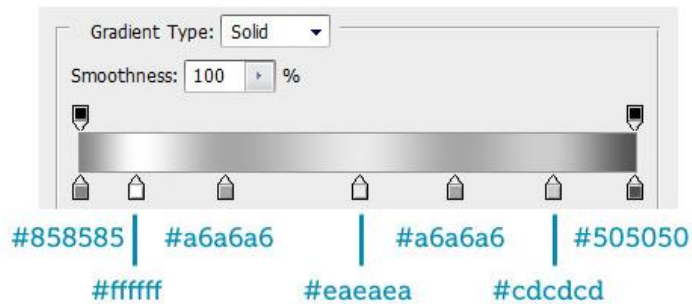 Gradient Type: Solid
Smoothness: 100 %
#858585 #a6a6a6 #a6a6a6 #505050
#ffffff #eaeaea #cdcdcd